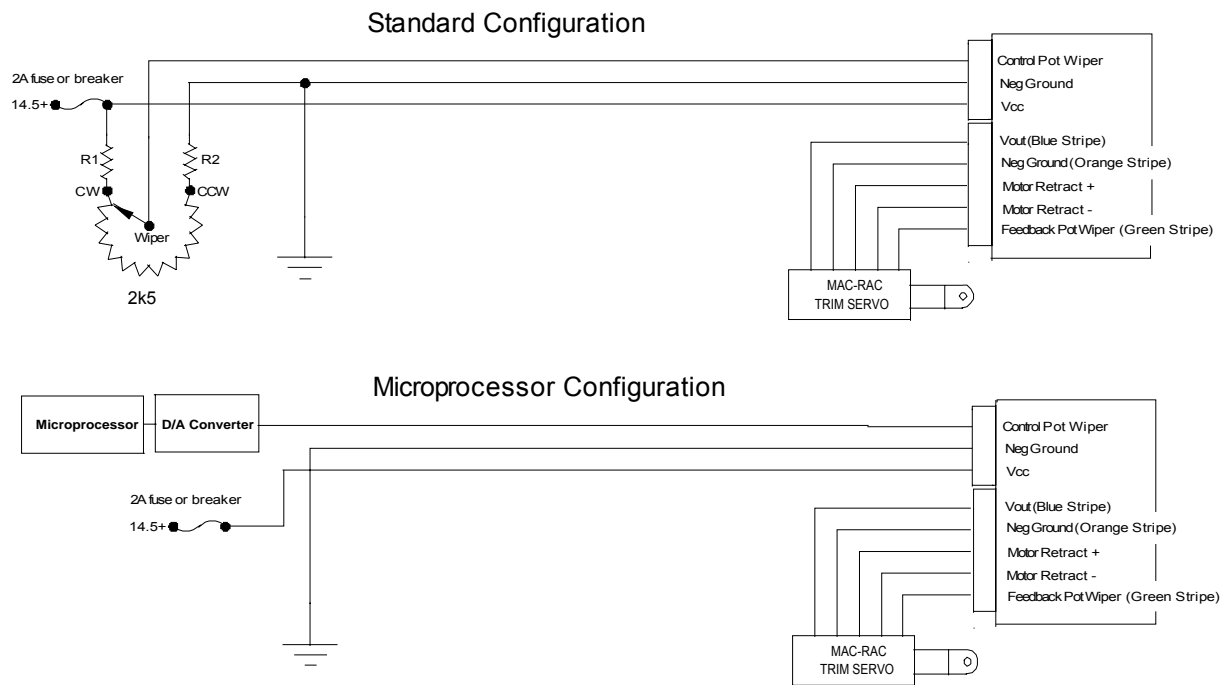 Standard Configuration
2A fuse or breaker
14.5+
R1
R2
CW
CCW
Wiper
2k5
Control Pot Wiper
Neg Ground
Vcc
Vout (Blue Stripe)
Neg Ground (Orange Stripe)
Motor Retract +
Motor Retract -
Feedback Pot Wiper (Green Stripe)
MAC-RAC
TRIM SERVO
Microprocessor Configuration
Microprocessor
D/A Converter
2A fuse or breaker
14.5+
Control Pot Wiper
Neg Ground
Vcc
Vout (Blue Stripe)
Neg Ground (Orange Stripe)
Motor Retract +
Motor Retract -
Feedback Pot Wiper (Green Stripe)
MAC-RAC
TRIM SERVO